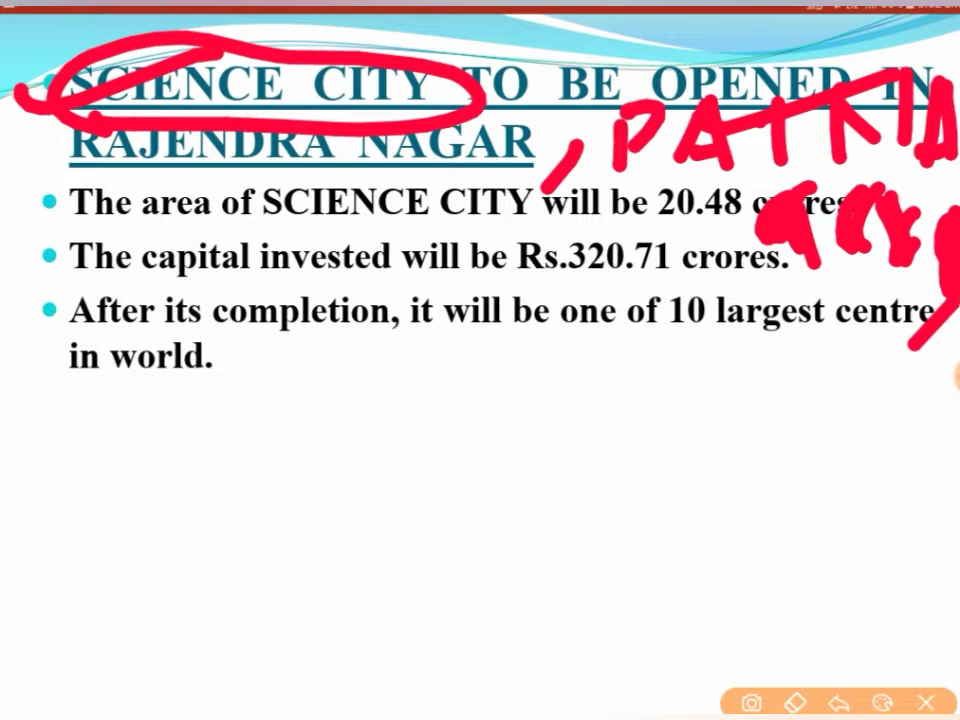 SCIENCE CITY TO BE OPENED IN
RAJENDRA NAGAR , PATNA
• The area of SCIENCE CITY will be 20.48
• The capital invested will be Rs.320.71 crores.
• After its completion, it will be one of 10 largest centre
in world.